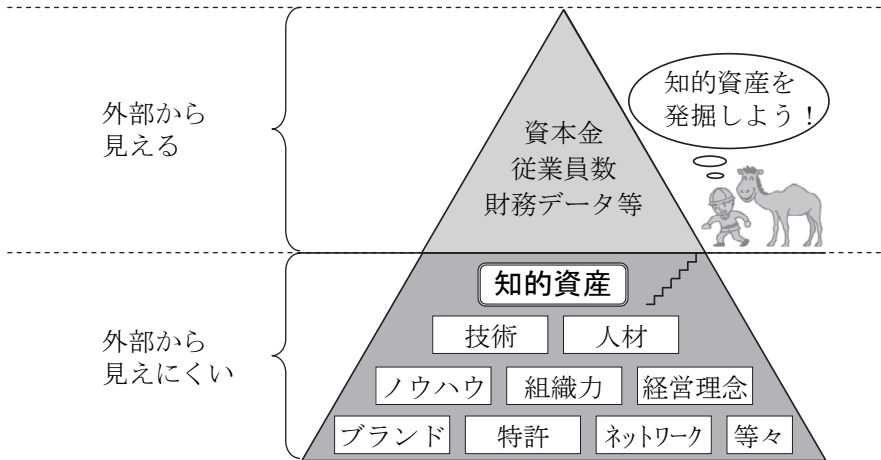 知的資産を
発掘しよう！
外部から
見える
資本金
従業員数
財務データ等
知的資産
技術 人材
外部から
見えにくい
ノウハウ 組織力 経営理念
ブランド 特許 ネットワーク 等々